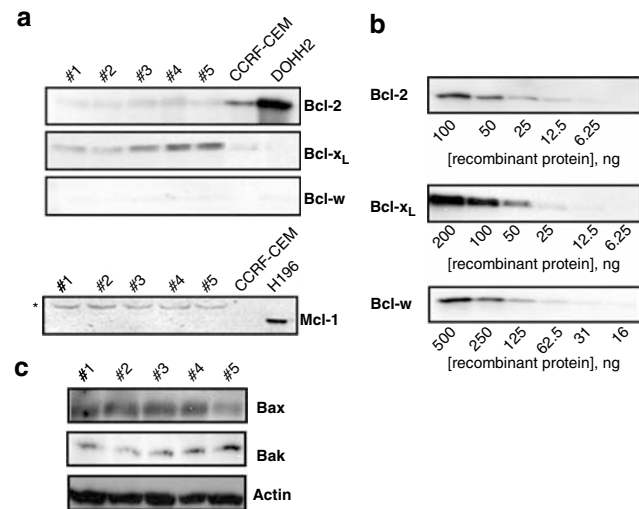 a
#1 #2 #3 #4 #5 CCRF-CEM DOHH2
Bcl-2
Bcl-xL
Bcl-w
#1 #2 #3 #4 #5 CCRF-CEM H196
* Mcl-1
b
Bcl-2
100 50 25 12.5 6.25
[recombinant protein], ng
Bcl-xL
200 100 50 25 12.5 6.25
[recombinant protein], ng
Bcl-w
500 250 125 62.5 31 16
[recombinant protein], ng
c
#1 #2 #3 #4 #5
Bax
Bak
Actin